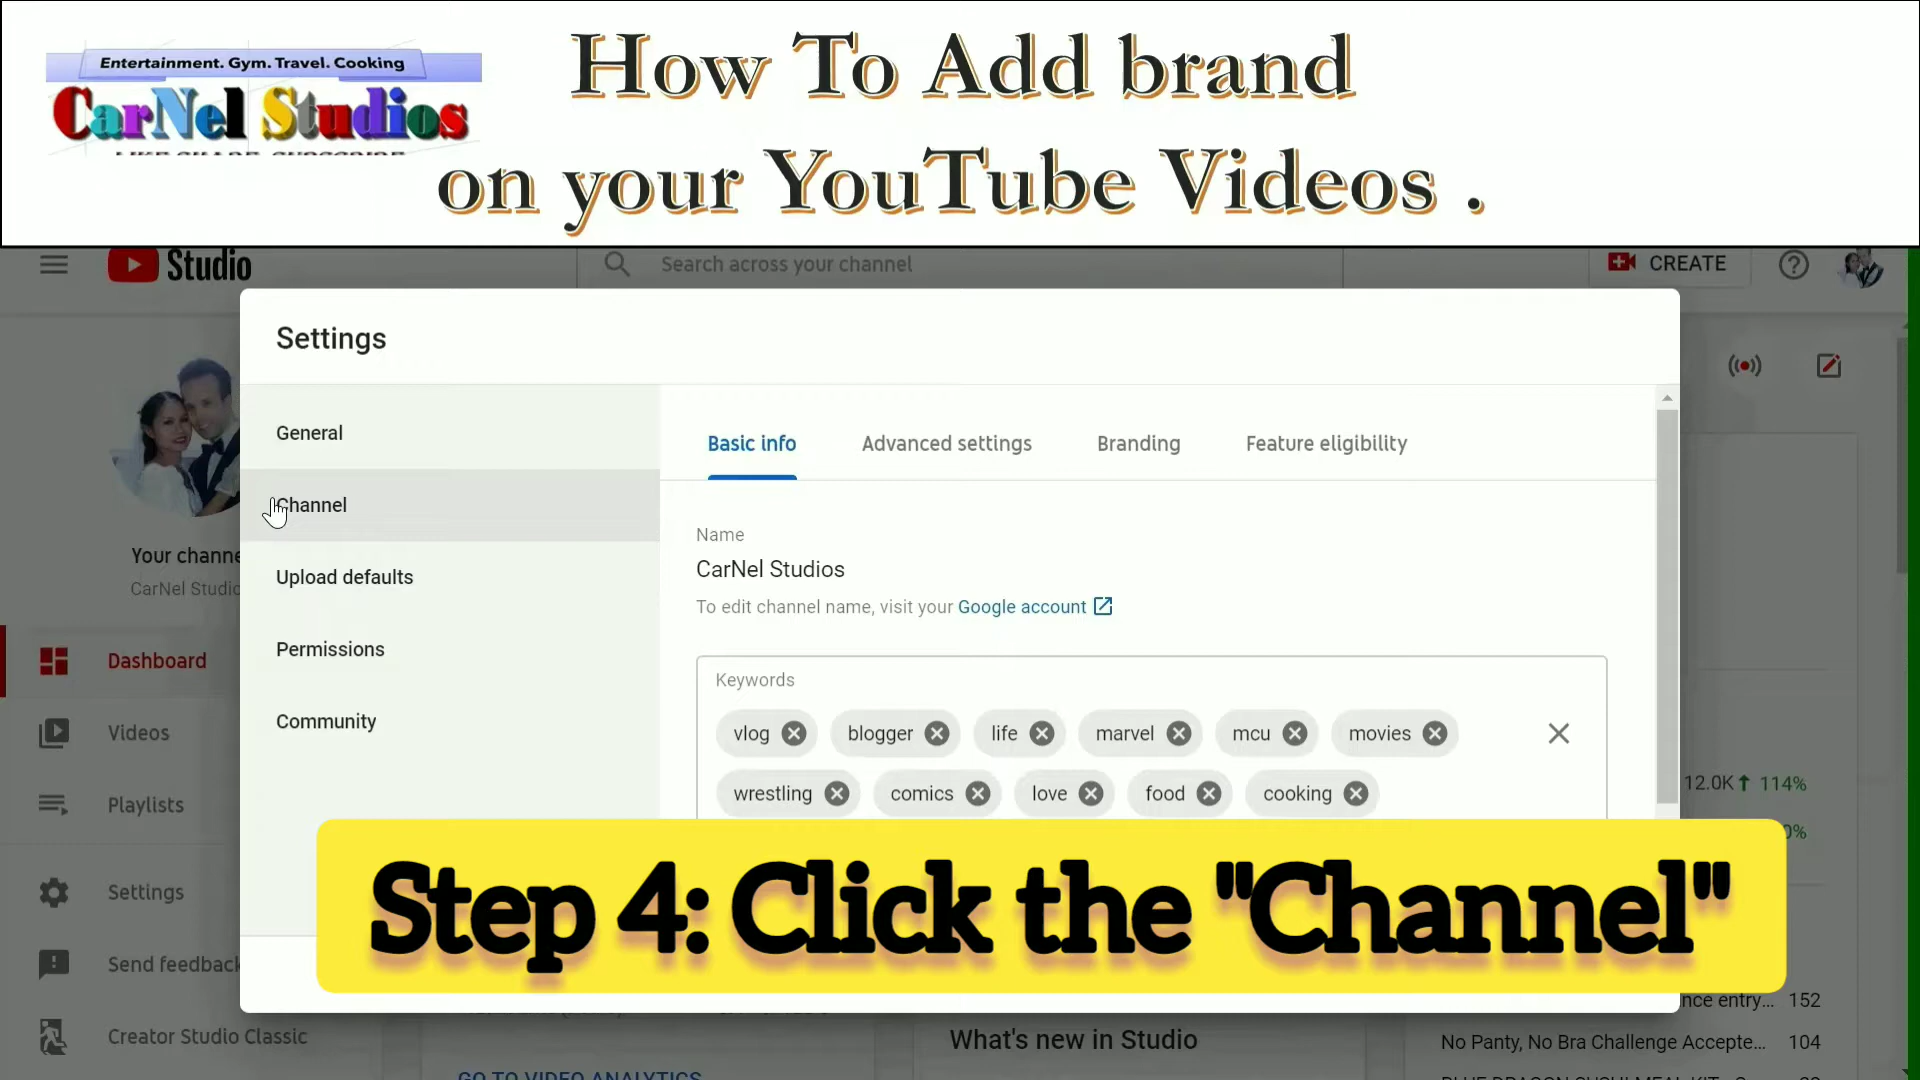 Entertainment. Gym. Travel. Cooking
CarNel Studios
How To Add brand
on your YouTube Videos .
Studio
Search across your channel
CREATE
Settings
General
Channel
Upload defaults
Permissions
Community
Basic info
Advanced settings
Branding
Feature eligibility
Name
CarNel Studios
To edit channel name, visit your Google account
Keywords
vlog
blogger
life
marvel
mcu
movies
wrestling
comics
love
food
cooking
Your channe
CarNel Studio
Dashboard
Videos
Playlists
Settings
Send feedback
Creator Studio Classic
12.0K 114%
0%
Step 4: Click the "Channel"
nce entry... 152
What's new in Studio
No Panty, No Bra Challenge Accepte... 104
GO TO VIDEO ANALYTICS